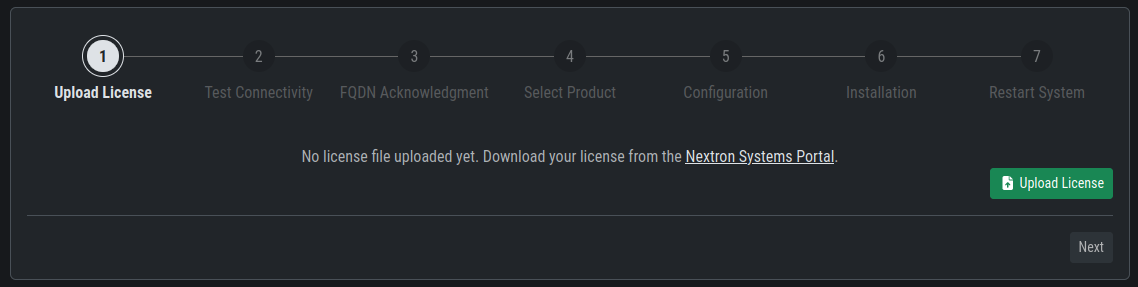 1 2 3 4 5 6 7
Upload License Test Connectivity FQDN Acknowledgment Select Product Configuration Installation Restart System
No license file uploaded yet. Download your license from the Nextron Systems Portal.
Upload License
Next